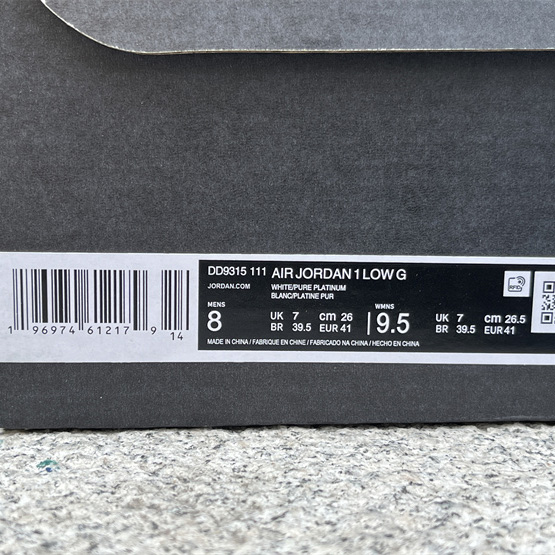 DD9315 111 AIR JORDAN 1 LOW G
JORDAN.COM
WHITE/PURE PLATINUM
BLANC/PLATINE PUR
RFID
MENS
8
UK 7 cm 26
BR 39.5 EUR 41
WMNS
9.5
UK 7 cm 26.5
BR 39.5 EUR 41
MADE IN CHINA / FABRIQUE EN CHINE / FABRICADO NA CHINA / HECHO EN CHINA
1 96974 61217 9 14